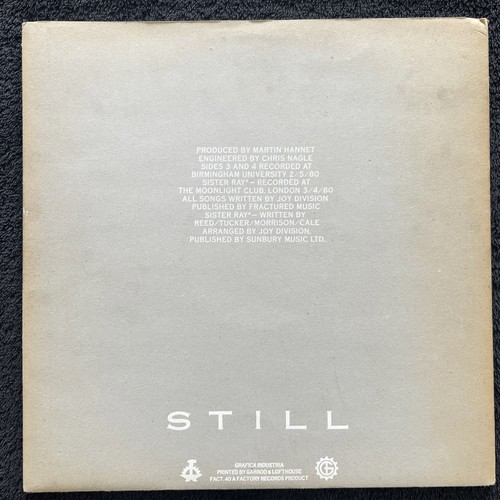 PRODUCED BY MARTIN HANNET
ENGINEERED BY CHRIS NAGLE
SIDES 3 AND 4 RECORDED AT
BIRMINGHAM UNIVERSITY 2/5/80
SISTER RAY*— RECORDED AT
THE MOONLIGHT CLUB, LONDON 3/4/80
ALL SONGS WRITTEN BY JOY DIVISION
PUBLISHED BY FRACTURED MUSIC
SISTER RAY*— WRITTEN BY
REED/TUCKER/MORRISON/CALE
ARRANGED BY JOY DIVISION,
PUBLISHED BY SUNBURY MUSIC LTD.
STILL
GRAFICA INDUSTRIA
PRINTED BY GARROD & LOFTHOUSE
FACT. 40 A FACTORY RECORDS PRODUCT
G